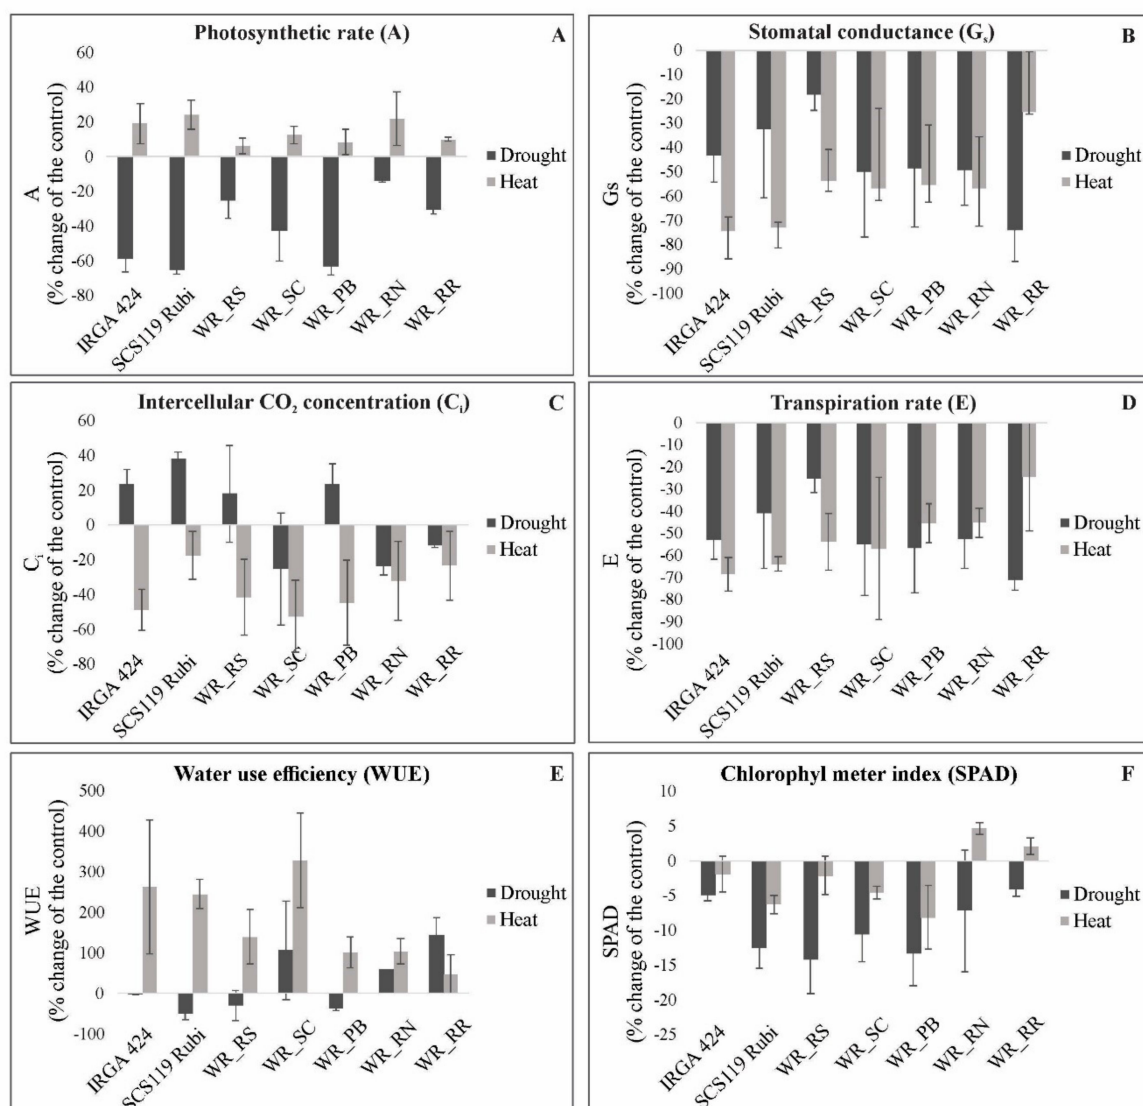 Photosynthetic rate (A) A
60
40
20
0
-20
-40
-60
-80
A
(% change of the control)
Drought
Heat
IRGA 424
SCS119 Rubi
WR_RS
WR_SC
WR_PB
WR_RN
WR_RR
Stomatal conductance (Gs) B
0
-10
-20
-30
-40
-50
-60
-70
-80
-90
-100
Gs
(% change of the control)
Drought
Heat
IRGA 424
SCS119 Rubi
WR_RS
WR_SC
WR_PB
WR_RN
WR_RR
Intercellular CO₂ concentration (Cᵢ) C
60
40
20
0
-20
-40
-60
-80
Cᵢ
(% change of the control)
Drought
Heat
IRGA 424
SCS119 Rubi
WR_RS
WR_SC
WR_PB
WR_RN
WR_RR
Transpiration rate (E) D
0
-10
-20
-30
-40
-50
-60
-70
-80
-90
-100
E
(% change of the control)
Drought
Heat
IRGA 424
SCS119 Rubi
WR_RS
WR_SC
WR_PB
WR_RN
WR_RR
Water use efficiency (WUE) E
500
400
300
200
100
0
-100
WUE
(% change of the control)
Drought
Heat
IRGA 424
SCS119 Rubi
WR_RS
WR_SC
WR_PB
WR_RN
WR_RR
Chlorophyl meter index (SPAD) F
10
5
0
-5
-10
-15
-20
-25
SPAD
(% change of the control)
Drought
Heat
IRGA 424
SCS119 Rubi
WR_RS
WR_SC
WR_PB
WR_RN
WR_RR